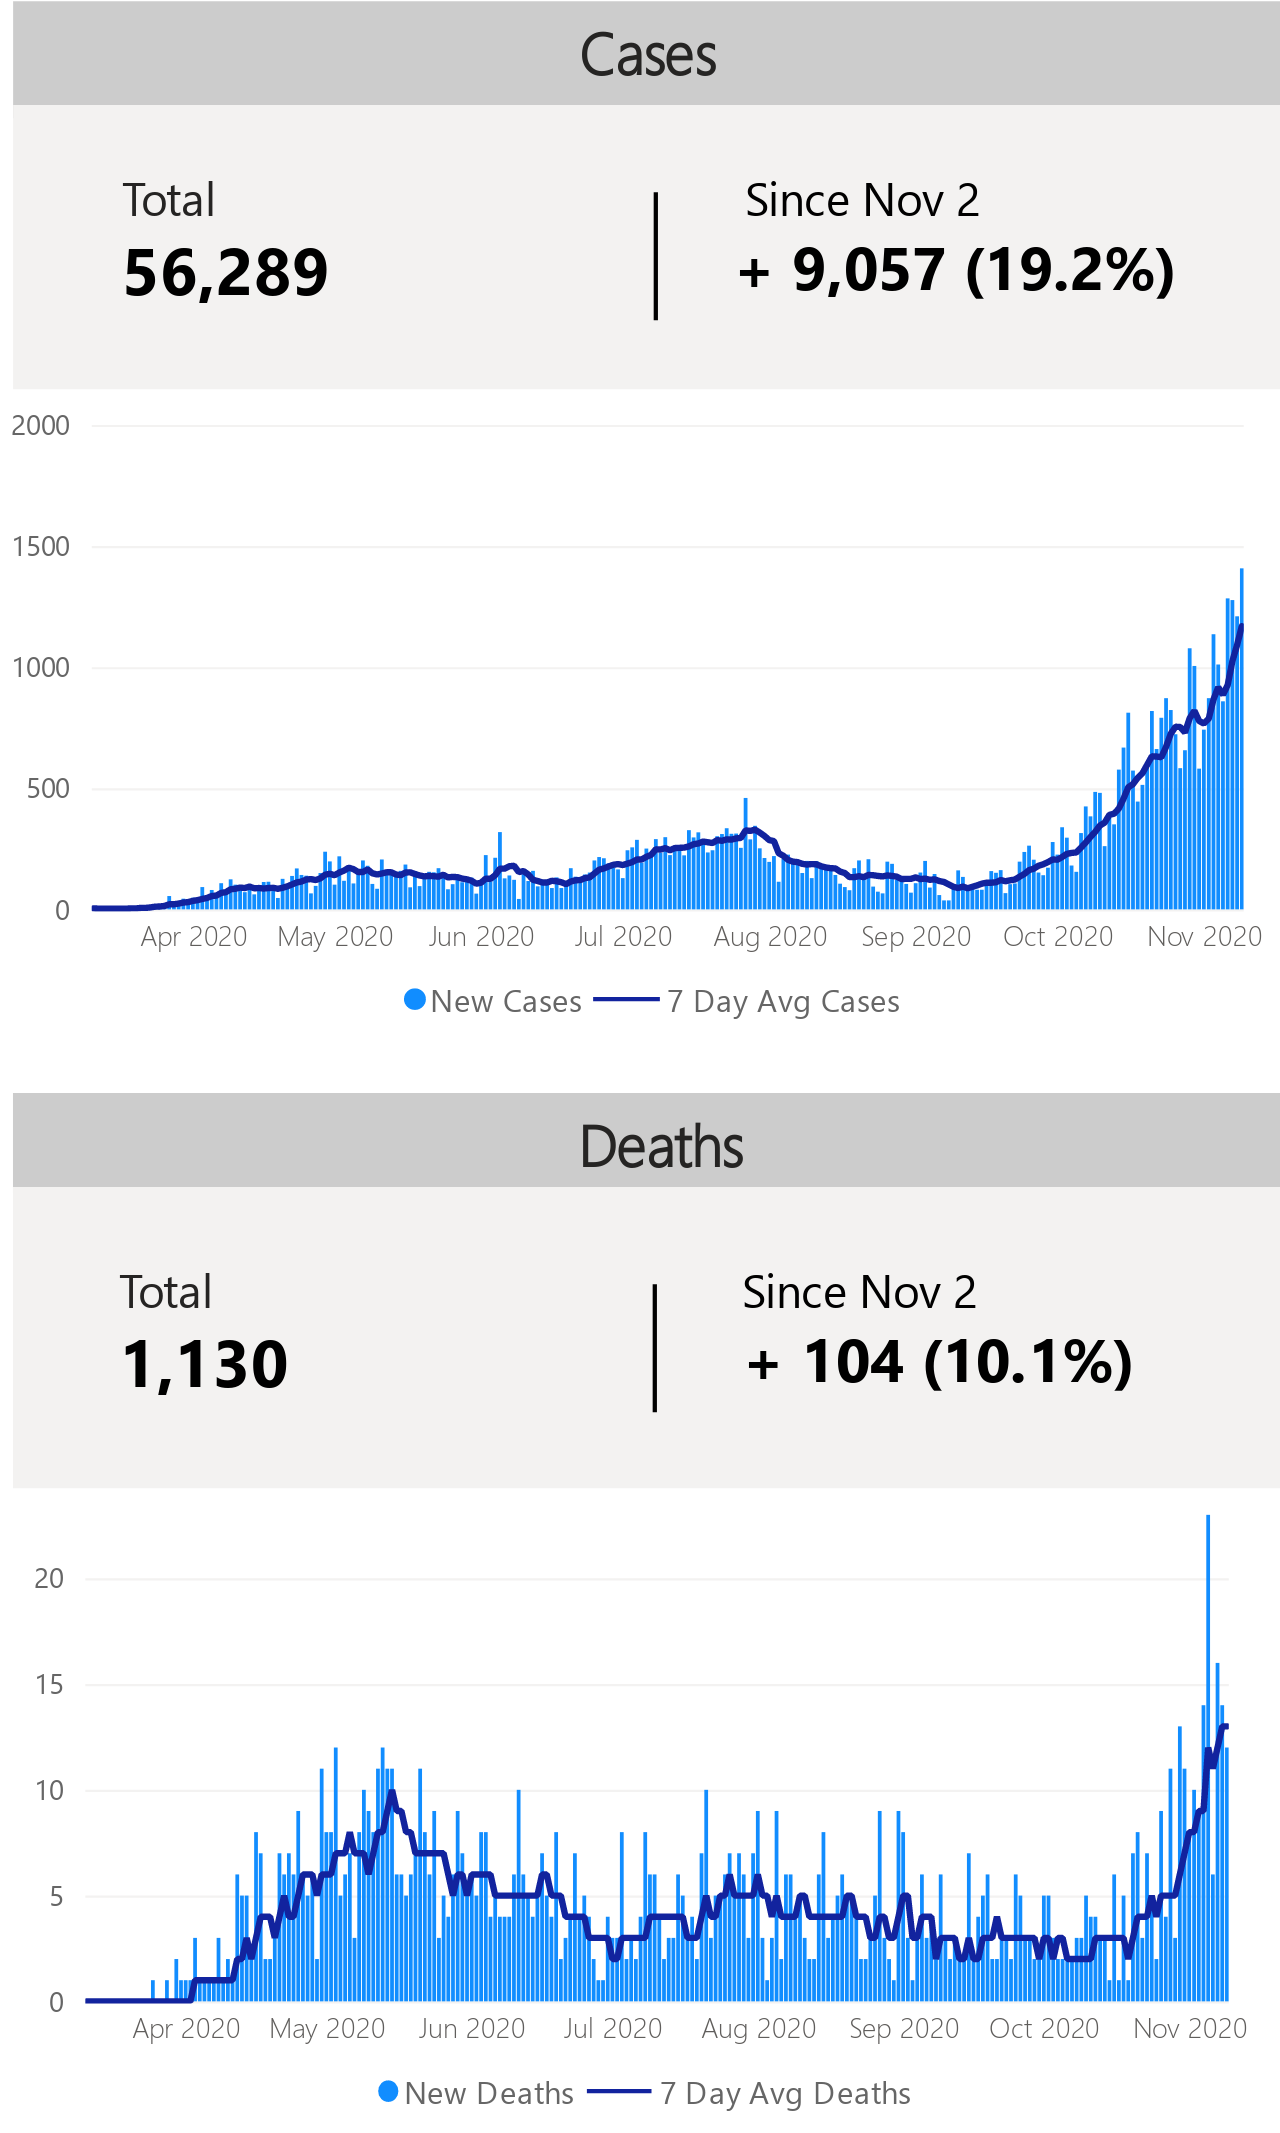 Cases
Total
56,289
Since Nov 2
+ 9,057 (19.2%)
2000
1500
1000
500
0
Apr 2020 May 2020 Jun 2020 Jul 2020 Aug 2020 Sep 2020 Oct 2020 Nov 2020
New Cases 7 Day Avg Cases
Deaths
Total
1,130
Since Nov 2
+ 104 (10.1%)
20
15
10
5
0
Apr 2020 May 2020 Jun 2020 Jul 2020 Aug 2020 Sep 2020 Oct 2020 Nov 2020
New Deaths 7 Day Avg Deaths